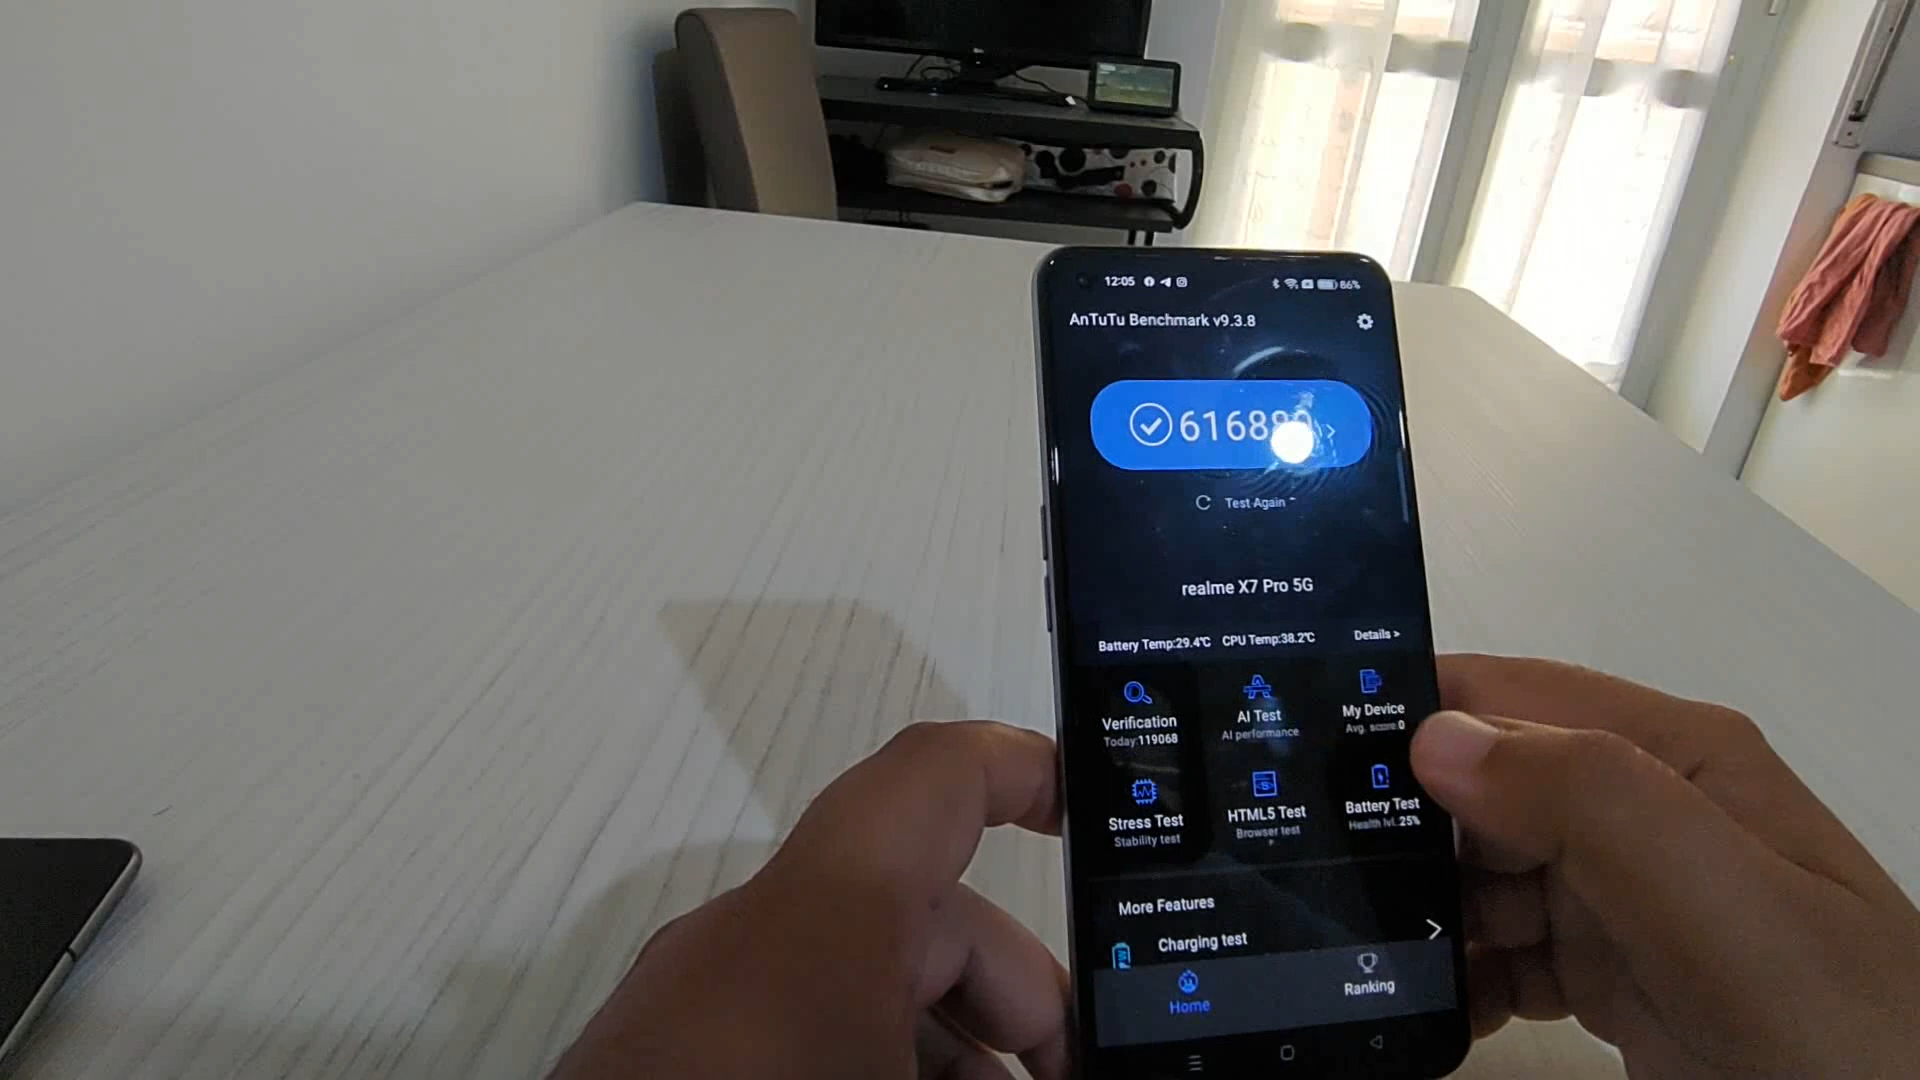 12:05 86%
AnTuTu Benchmark v9.3.8
Test Again
realme X7 Pro 5G
Battery Temp:29.4℃ CPU Temp:38.2℃ Details >
Verification AI Test My Device
Today:119068 AI performance Avg. score:0
Stress Test HTML5 Test Battery Test
Stability test Browser test Health lvl.:25%
More Features
Charging test
Home Ranking